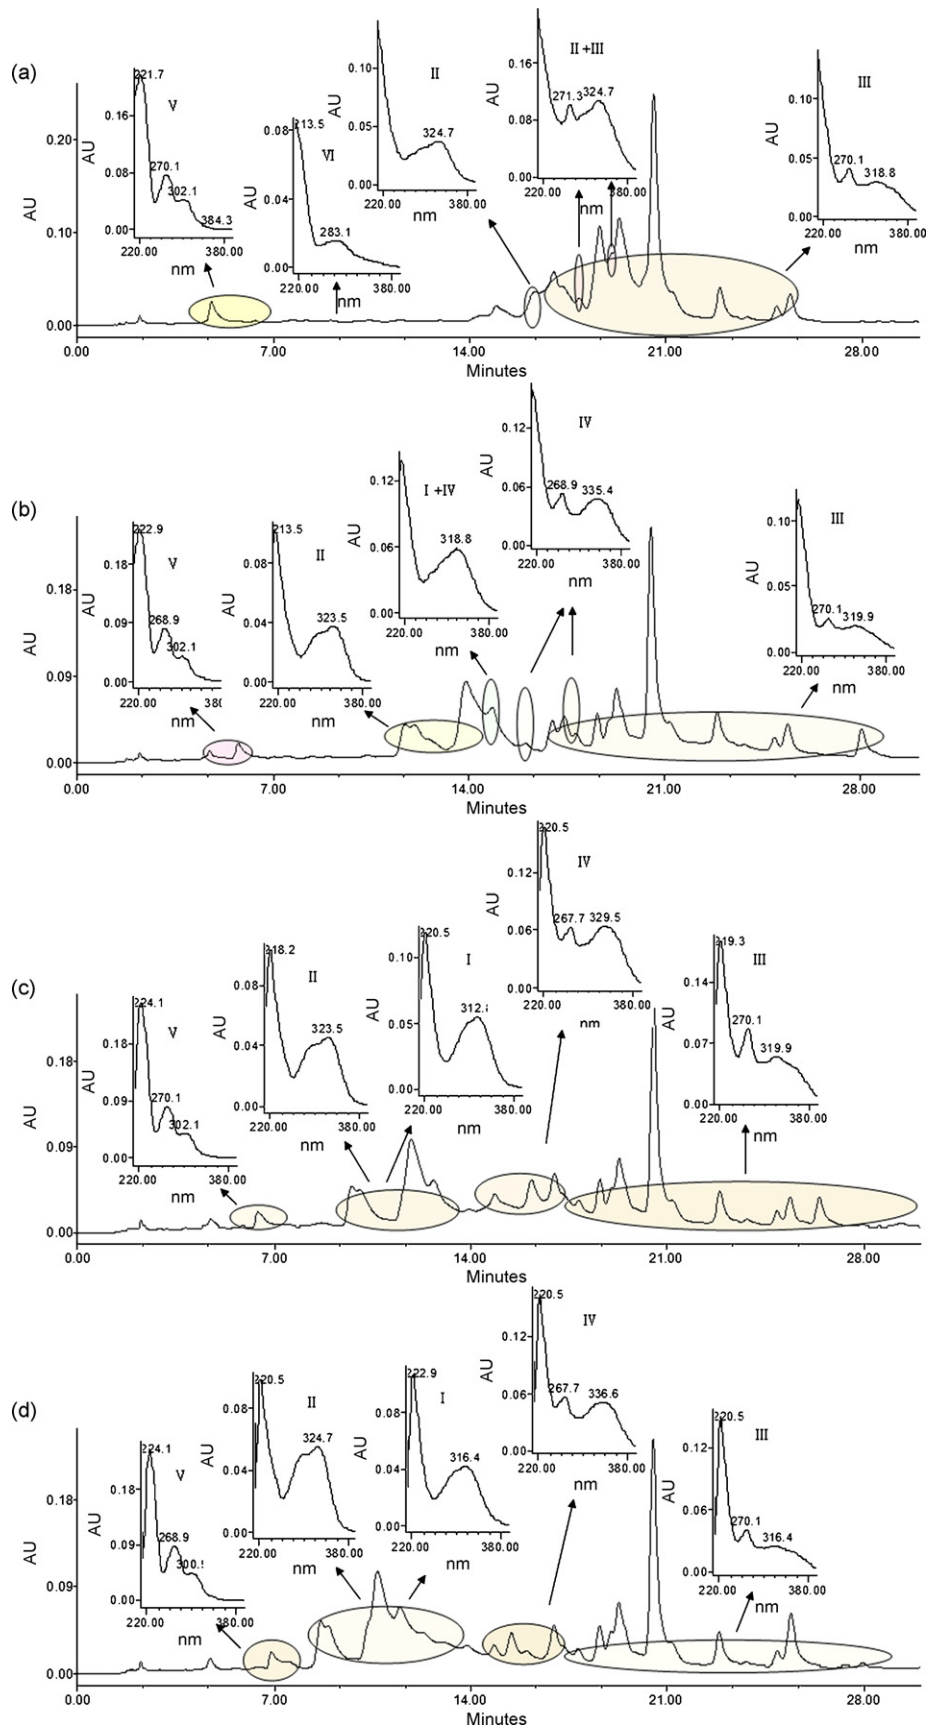 (a)
AU
0.20
0.10
0.00
0.00
7.00
14.00
21.00
28.00
Minutes
V
AU
0.16
0.08
0.00
221.7
270.1
302.1
384.3
220.00
380.00
nm
VI
AU
0.08
0.04
0.00
213.5
283.1
220.00
380.00
nm
II
AU
0.10
0.05
0.00
324.7
220.00
380.00
II +III
AU
0.16
0.08
0.00
271.3
324.7
220.00
380.00
nm
III
AU
0.10
0.05
0.00
270.1
318.8
220.00
380.00
nm
(b)
AU
0.18
0.09
0.00
0.00
7.00
14.00
21.00
28.00
Minutes
V
AU
0.18
0.09
0.00
222.9
268.9
302.1
220.00
nm
II
AU
0.08
0.04
0.00
213.5
323.5
220.00
380.00
nm
I +IV
AU
0.12
0.06
0.00
318.8
220.00
380.00
nm
IV
AU
0.12
0.06
0.00
268.9
335.4
220.00
380.00
nm
III
AU
0.10
0.05
0.00
270.1
319.9
220.00
380.00
nm
(c)
AU
0.18
0.09
0.00
0.00
7.00
14.00
21.00
28.00
Minutes
V
AU
0.18
0.09
0.00
224.1
270.1
302.1
220.00
380.00
nm
II
AU
0.08
0.04
0.00
218.2
323.5
220.00
380.00
nm
I
AU
0.10
0.05
0.00
220.5
220.00
380.00
nm
IV
AU
0.12
0.06
0.00
220.5
267.7
329.5
220.00
380.00
nm
III
AU
0.14
0.07
0.00
219.3
270.1
319.9
220.00
380.00
nm
(d)
AU
0.18
0.09
0.00
0.00
7.00
14.00
21.00
28.00
Minutes
V
AU
0.18
0.09
0.00
224.1
268.9
220.00
380.00
nm
II
AU
0.08
0.04
0.00
220.5
324.7
220.00
380.00
nm
I
AU
0.08
0.04
0.00
222.9
316.4
220.00
380.00
nm
IV
AU
0.12
0.06
0.00
220.5
267.7
336.6
220.00
380.00
nm
III
AU
0.12
0.06
0.00
220.5
270.1
316.4
220.00
380.00
nm